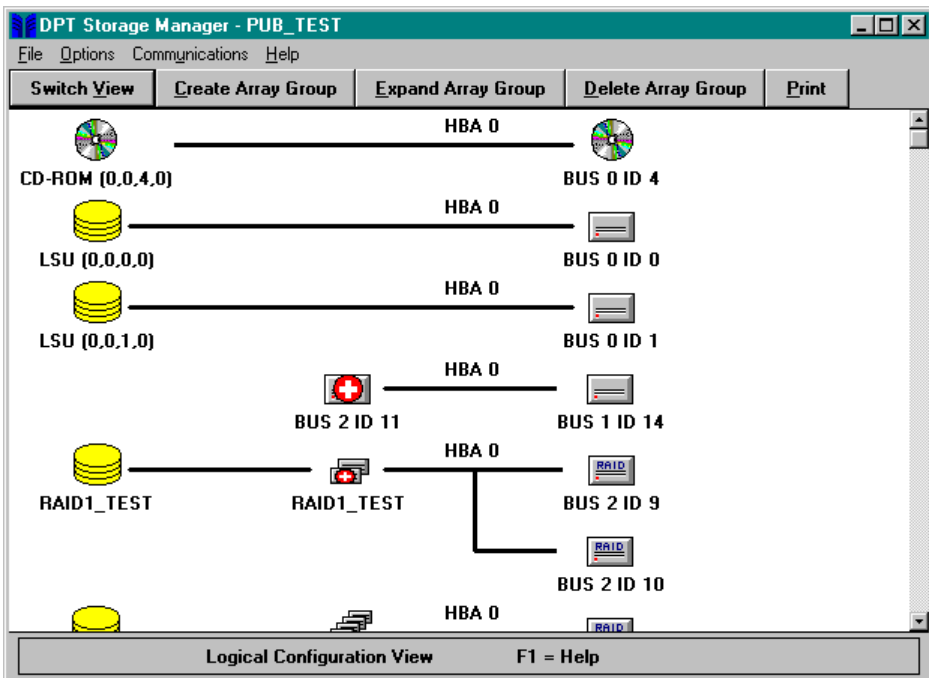 DPT Storage Manager - PUB_TEST
File Options Communications Help
Switch View Create Array Group Expand Array Group Delete Array Group Print
HBA 0
CD-ROM (0,0,4,0) BUS 0 ID 4
HBA 0
LSU (0,0,0,0) BUS 0 ID 0
HBA 0
LSU (0,0,1,0) BUS 0 ID 1
HBA 0
BUS 2 ID 11 BUS 1 ID 14
HBA 0
RAID
RAID1_TEST RAID1_TEST BUS 2 ID 9
RAID
BUS 2 ID 10
HBA 0
RAID
Logical Configuration View F1 = Help